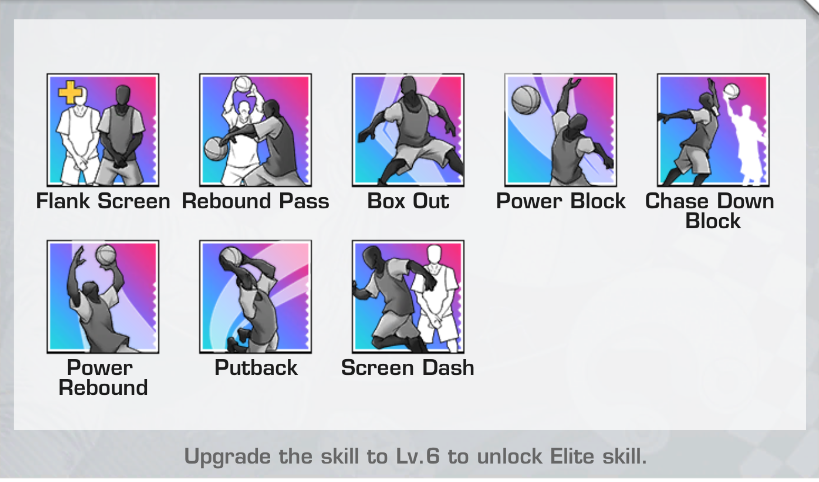 Flank Screen
Rebound Pass
Box Out
Power Block
Chase Down
Block
Power
Rebound
Putback
Screen Dash
Upgrade the skill to Lv.6 to unlock Elite skill.